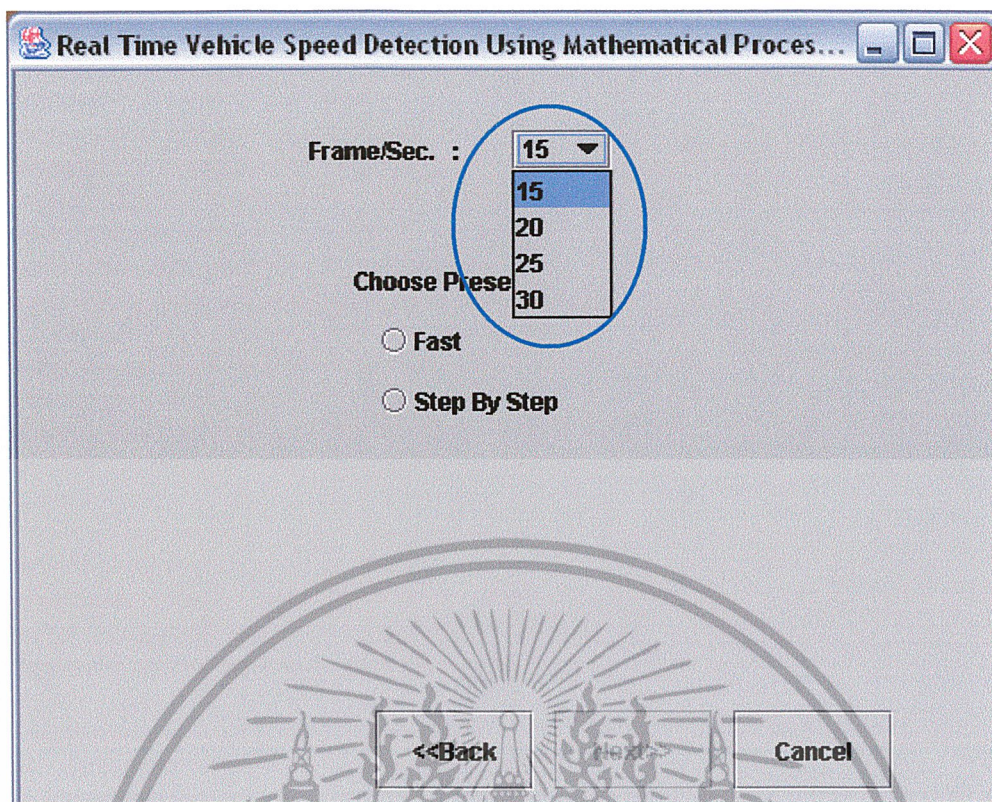 Real Time Vehicle Speed Detection Using Mathematical Proces...
Frame/Sec. : 15
15
20
25
30
Choose Prese
Fast
Step By Step
<<Back Next>> Cancel